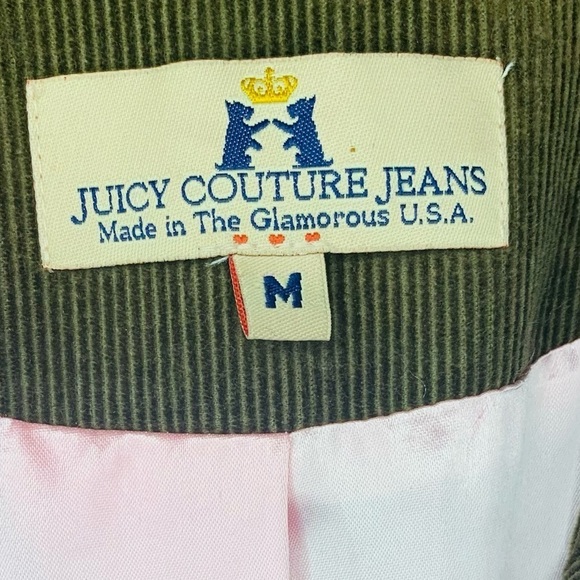 JUICY COUTURE JEANS
Made in The Glamorous U.S.A.
M